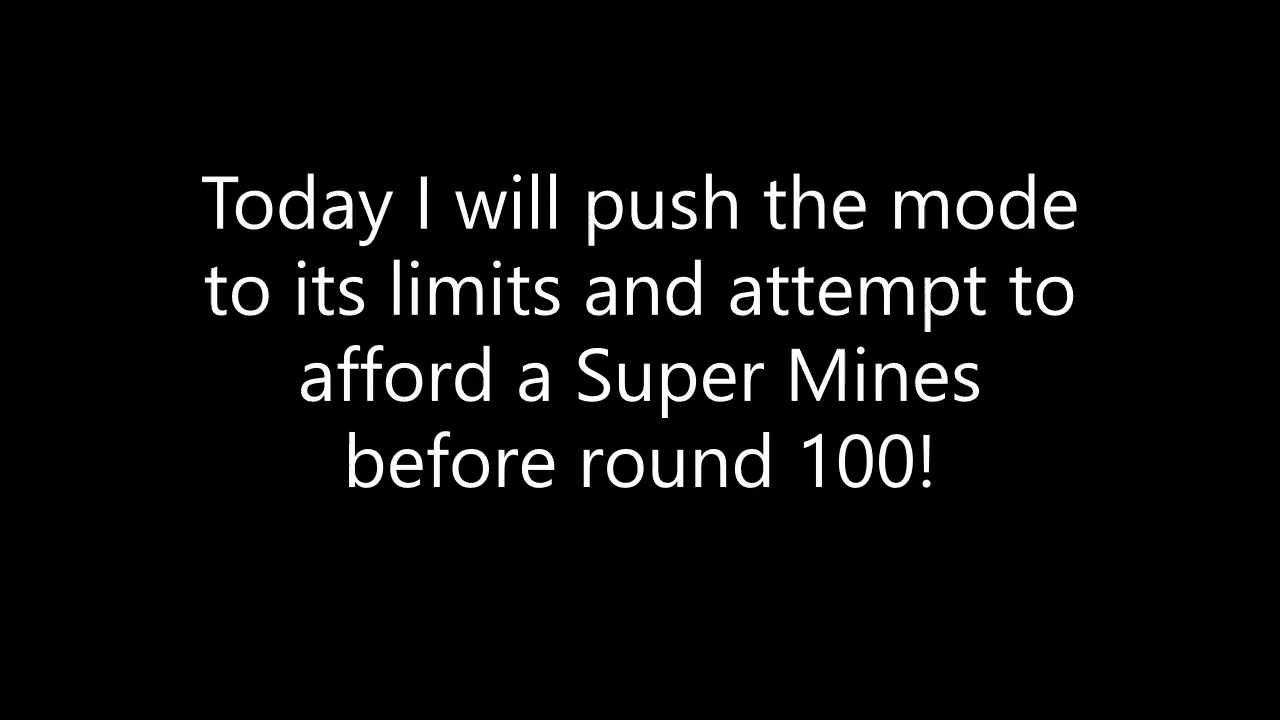 Today I will push the mode
to its limits and attempt to
afford a Super Mines
before round 100!